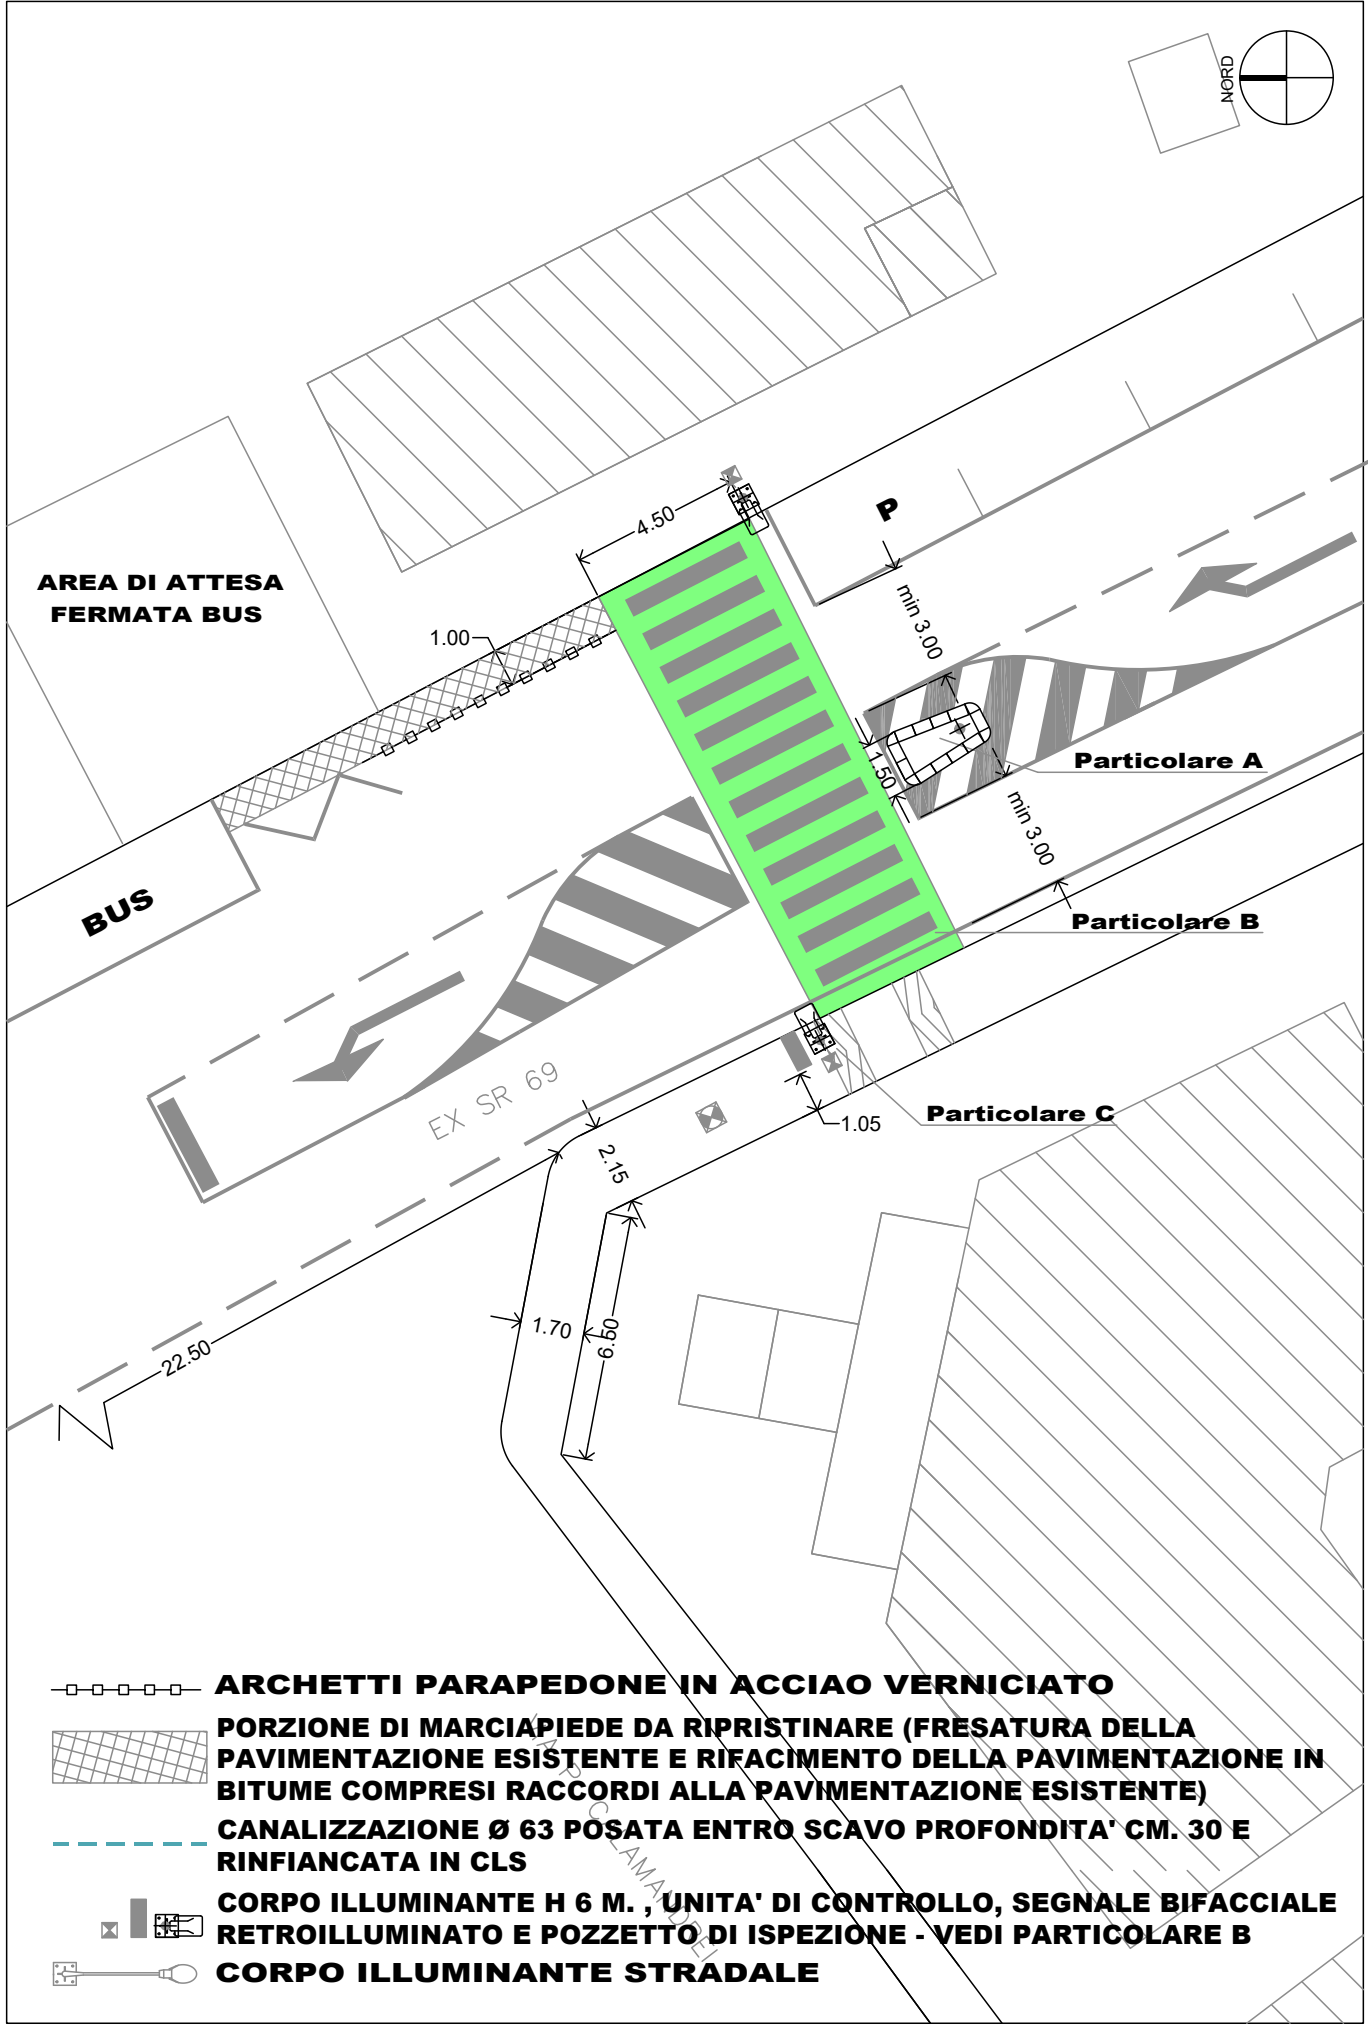 NORD
4.50
P
AREA DI ATTESA
FERMATA BUS
min 3.00
1.00
1.50
Particolare A
min 3.00
BUS
Particolare B
EX SR 69
Particolare C
1.05
2.15
1.70
6.50
22.50
ARCHETTI PARAPEDONE IN ACCIAO VERNICIATO
PORZIONE DI MARCIAPIEDE DA RIPRISTINARE (FRESATURA DELLA
PAVIMENTAZIONE ESISTENTE E RIFACIMENTO DELLA PAVIMENTAZIONE IN
BITUME COMPRESI RACCORDI ALLA PAVIMENTAZIONE ESISTENTE)
CANALIZZAZIONE Ø 63 POSATA ENTRO SCAVO PROFONDITA' CM. 30 E
RINFIANCATA IN CLS
CORPO ILLUMINANTE H 6 M. , UNITA' DI CONTROLLO, SEGNALE BIFACCIALE
RETROILLUMINATO E POZZETTO DI ISPEZIONE - VEDI PARTICOLARE B
CORPO ILLUMINANTE STRADALE
VIA P. CALAMANDREI